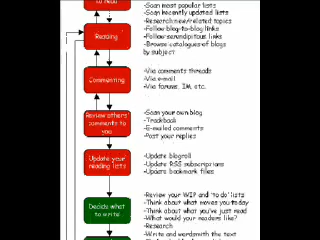 to read
-Scan most popular lists
-Scan recently updated lists
-Research new/related topics
Reading
-Follow blog-to-blog links
-Follow serendipitous links
-Browse catalogues of blogs
by subject
Commenting
-Via comments threads
-Via e-mail
-Via forums, IM, etc.
Review others'
comments to
you
-Scan your own blog
-Trackback
-E-mailed comments
-Post your replies
Update your
reading lists
-Update blogroll
-Update RSS subscriptions
-Update bookmark files
Decide what
to write
-Review your WIP and 'to do' lists
-Think about what moves you today
-Think about what you've just read
-What would your readers like?
-Research
-Write and wordsmith the text